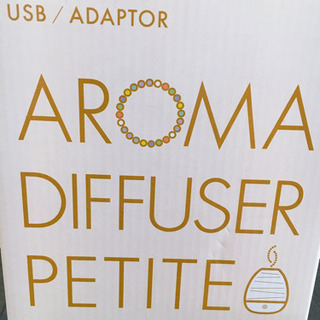 USB / ADAPTOR
AROMA
DIFFUSER
PETITE